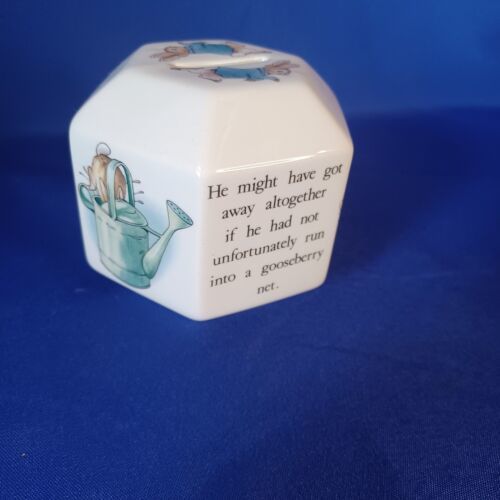 He might have got
away altogether
if he had not
unfortunately run
into a gooseberry
net.